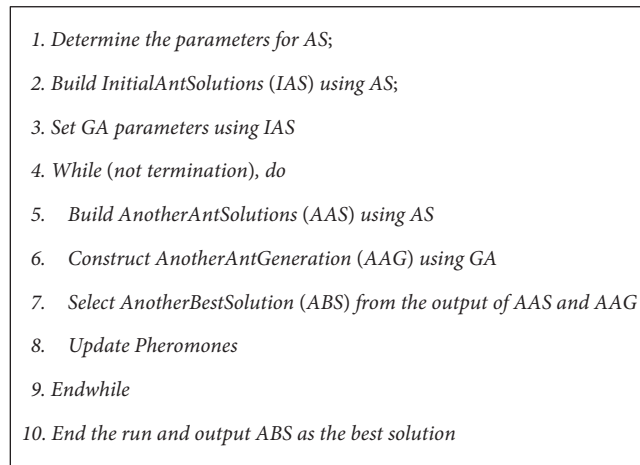 1. Determine the parameters for AS;
2. Build InitialAntSolutions (IAS) using AS;
3. Set GA parameters using IAS
4. While (not termination), do
5. Build AnotherAntSolutions (AAS) using AS
6. Construct AnotherAntGeneration (AAG) using GA
7. Select AnotherBestSolution (ABS) from the output of AAS and AAG
8. Update Pheromones
9. Endwhile
10. End the run and output ABS as the best solution